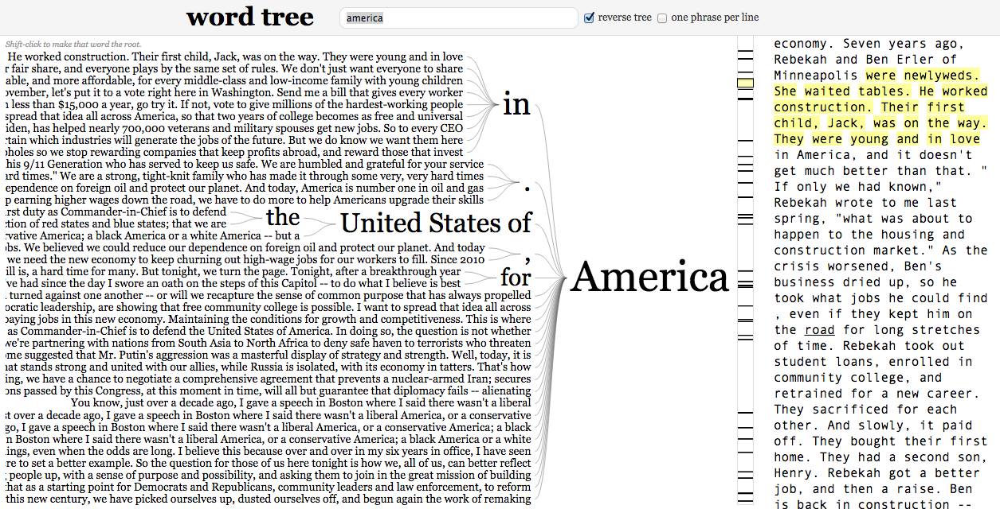 word tree
america
reverse tree
one phrase per line
Shift-click to make that word the root.
He worked construction. Their first child, Jack, was on the way. They were young and in love
r fair share, and everyone plays by the same set of rules. We don't just want everyone to share
able, and more affordable, for every middle-class and low-income family with young children
ovember, let's put it to a vote right here in Washington. Send me a bill that gives every worker
n less than $15,000 a year, go try it. If not, vote to give millions of the hardest-working people
spread that idea all across America, so that two years of college becomes as free and universal
iden, has helped nearly 700,000 veterans and military spouses get new jobs. So to every CEO
rtain which industries will generate the jobs of the future. But we do know we want them here
pholes so we stop rewarding companies that keep profits abroad, and reward those that invest
in
his 9/11 Generation who has served to keep us safe. We are humbled and grateful for your service
ard times." We are a strong, tight-knit family who has made it through some very, very hard times
ependence on foreign oil and protect our planet. And today, America is number one in oil and gas
p earning higher wages down the road, we have to do more to help Americans upgrade their skills
.
irst duty as Commander-in-Chief is to defend
ction of red states and blue states; that we are
the
rvative America; a black America or a white America -- but a
United States of
obs. We believed we could reduce our dependence on foreign oil and protect our planet. And today
we need the new economy to keep churning out high-wage jobs for our workers to fill. Since 2010
,
ill is, a hard time for many. But tonight, we turn the page. Tonight, after a breakthrough year
've had since the day I swore an oath on the steps of this Capitol -- to do what I believe is best
for
turned against one another -- or will we recapture the sense of common purpose that has always propelled
ocratic leadership, are showing that free community college is possible. I want to spread that idea all across
paying jobs in this new economy. Maintaining the conditions for growth and competitiveness. This is where
as Commander-in-Chief is to defend the United States of America. In doing so, the question is not whether
we're partnering with nations from South Asia to North Africa to deny safe haven to terrorists who threaten
ome suggested that Mr. Putin's aggression was a masterful display of strategy and strength. Well, today, it is
hat stands strong and united with our allies, while Russia is isolated, with its economy in tatters. That's how
ing, we have a chance to negotiate a comprehensive agreement that prevents a nuclear-armed Iran; secures
ons passed by this Congress, at this moment in time, will all but guarantee that diplomacy fails -- alienating
You know, just over a decade ago, I gave a speech in Boston where I said there wasn't a liberal
t over a decade ago, I gave a speech in Boston where I said there wasn't a liberal America, or a conservative
go, I gave a speech in Boston where I said there wasn't a liberal America, or a conservative America; a black
n Boston where I said there wasn't a liberal America, or a conservative America; a black America or a white
ings, even when the odds are long. I believe this because over and over in my six years in office, I have seen
re to set a better example. So the question for those of us here tonight is how we, all of us, can better reflect
people up, with a sense of purpose and possibility, and asking them to join in the great mission of building
hat as a starting point for Democrats and Republicans, community leaders and law enforcement, to reform
this new century, we have picked ourselves up, dusted ourselves off, and begun again the work of remaking
America
economy. Seven years ago,
Rebekah and Ben Erler of
Minneapolis were newlyweds.
She waited tables. He worked
construction. Their first
child, Jack, was on the way.
They were young and in love
in America, and it doesn't
get much better than that. "
If only we had known,"
Rebekah wrote to me last
spring, "what was about to
happen to the housing and
construction market." As the
crisis worsened, Ben's
business dried up, so he
took what jobs he could find
, even if they kept him on
the road for long stretches
of time. Rebekah took out
student loans, enrolled in
community college, and
retrained for a new career.
They sacrificed for each
other. And slowly, it paid
off. They bought their first
home. They had a second son,
Henry. Rebekah got a better
job, and then a raise. Ben
is back in construction --